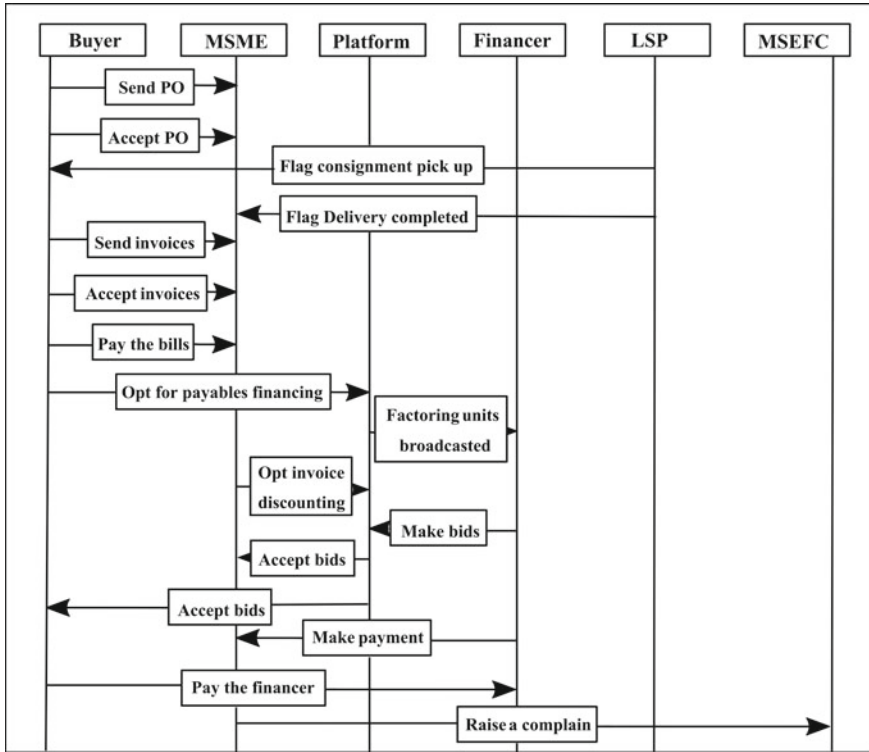 Buyer
MSME
Platform
Financer
LSP
MSEFC
Send PO
Accept PO
Flag consignment pick up
Flag Delivery completed
Send invoices
Accept invoices
Pay the bills
Opt for payables financing
Factoring units
broadcasted
Opt invoice
discounting
Make bids
Accept bids
Accept bids
Make payment
Pay the financer
Raise a complain